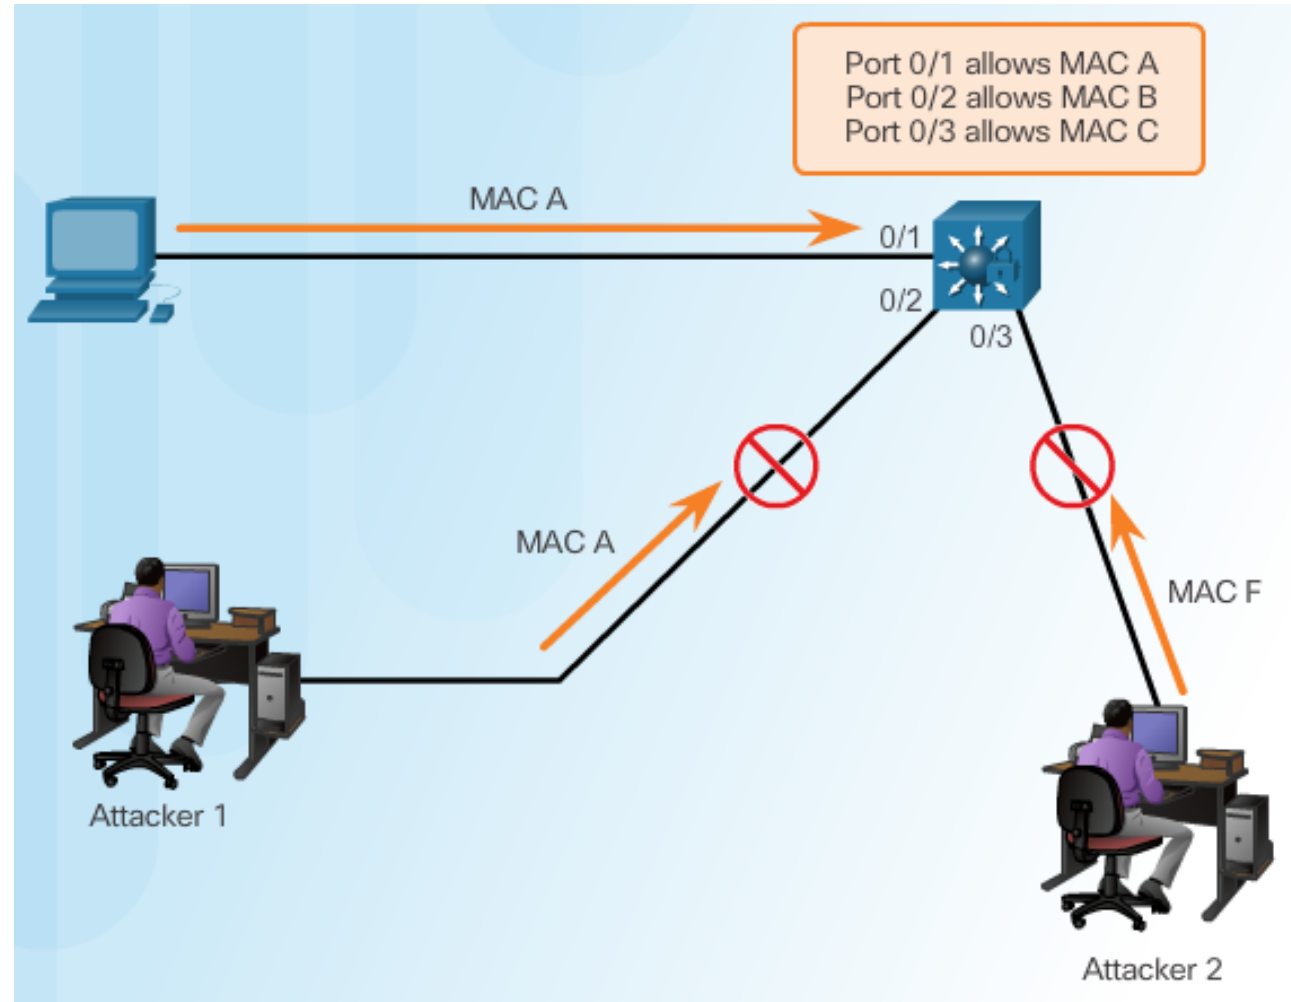 Port 0/1 allows MAC A
Port 0/2 allows MAC B
Port 0/3 allows MAC C
MAC A
0/1
0/2
0/3
MAC A
MAC F
Attacker 1
Attacker 2